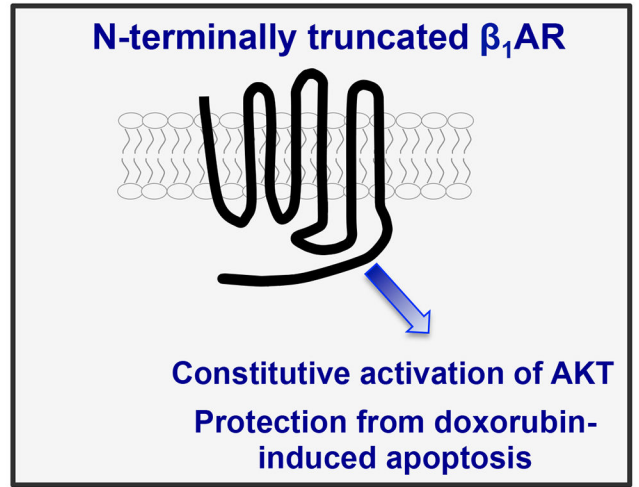 N-terminally truncated β₁AR
Constitutive activation of AKT
Protection from doxorubin-
induced apoptosis